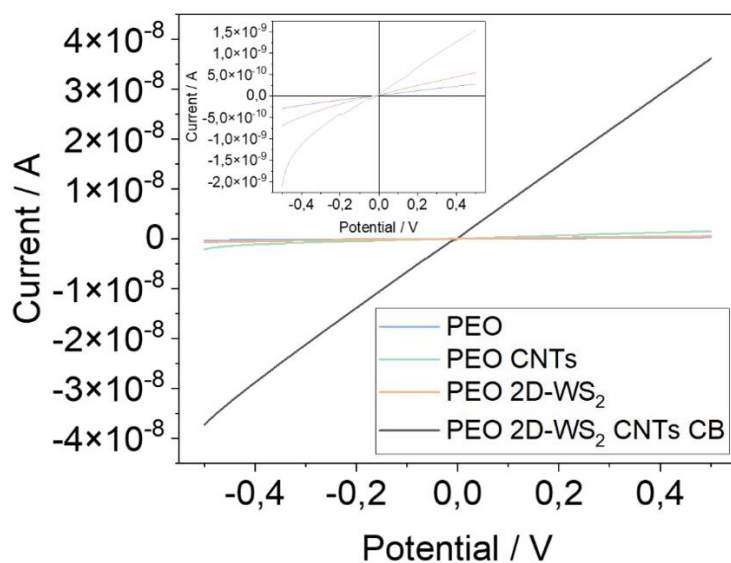 4×10⁻⁸
3×10⁻⁸
2×10⁻⁸
1×10⁻⁸
0
-1×10⁻⁸
-2×10⁻⁸
-3×10⁻⁸
-4×10⁻⁸
Current / A
-0,4 -0,2 0,0 0,2 0,4
Potential / V
1,5×10⁻⁹
1,0×10⁻⁹
5,0×10⁻¹⁰
0,0
-5,0×10⁻¹⁰
-1,0×10⁻⁹
-1,5×10⁻⁹
-2,0×10⁻⁹
Current / A
-0,4 -0,2 0,0 0,2 0,4
Potential / V
PEO
PEO CNTs
PEO 2D-WS₂
PEO 2D-WS₂ CNTs CB